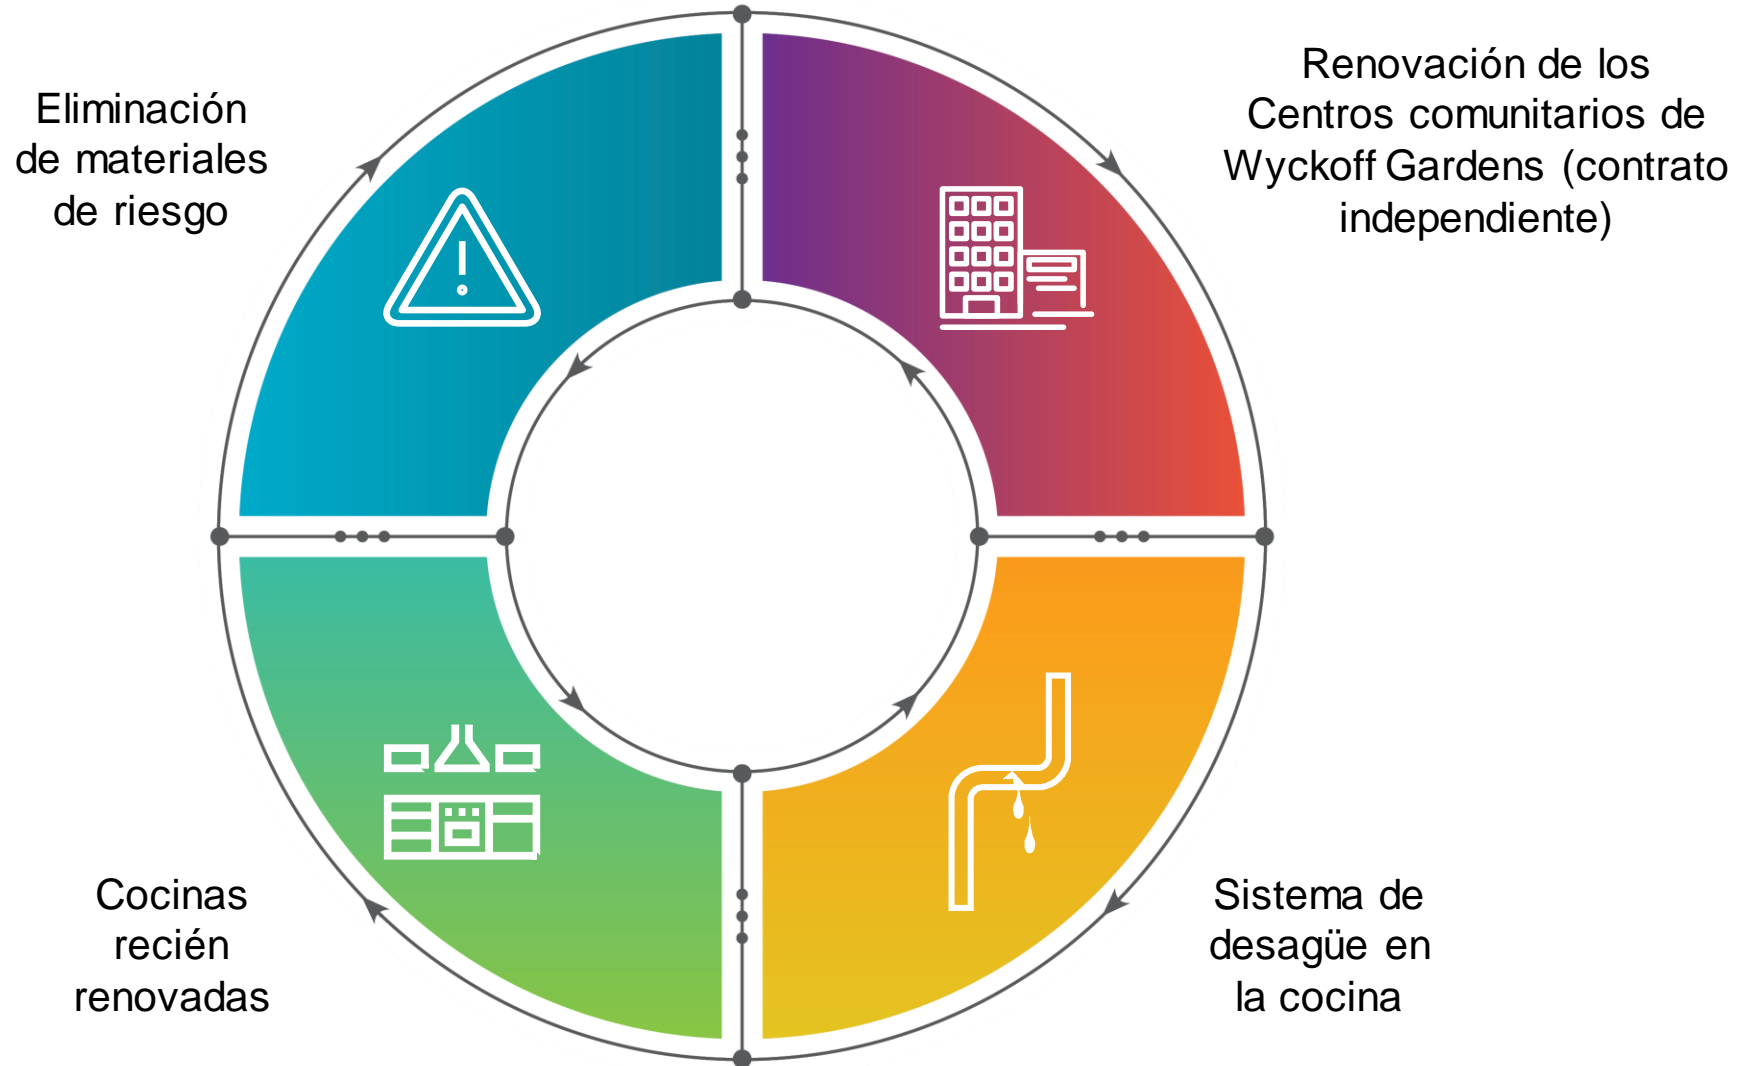 Eliminación
de materiales
de riesgo
Renovación de los
Centros comunitarios de
Wyckoff Gardens (contrato
independiente)
Cocinas
recién
renovadas
Sistema de
desagüe en
la cocina